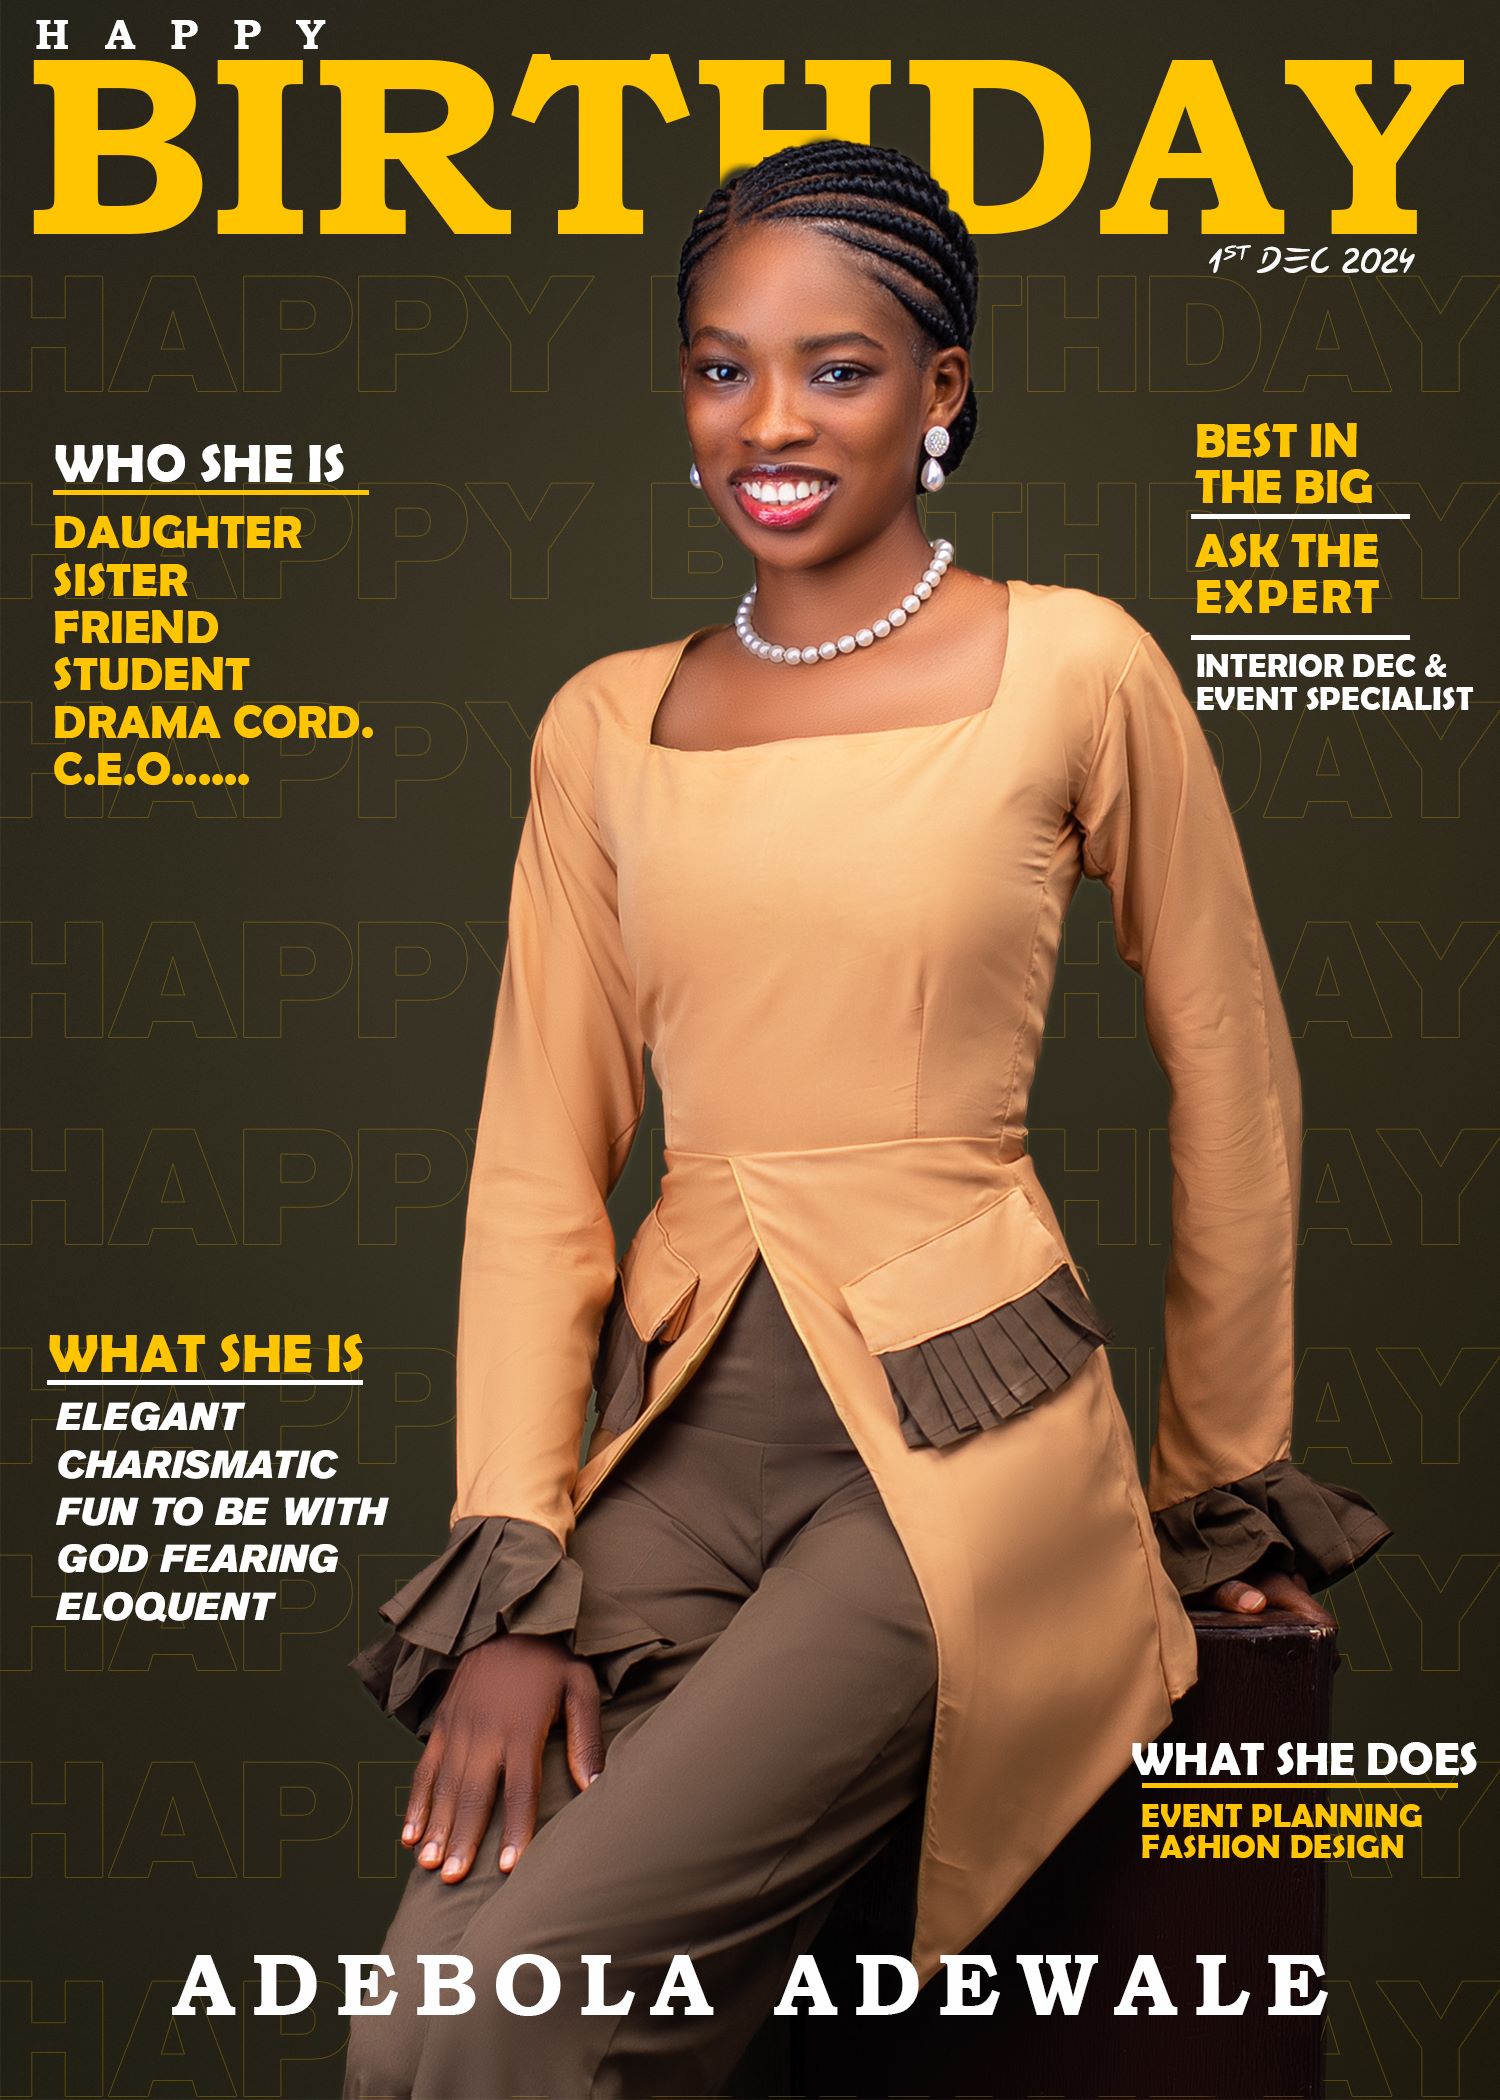 HAPPY
BIRTHDAY
1ST DEC 2024
HAPPY BIRTHDAY
WHO SHE IS
DAUGHTER
SISTER
FRIEND
STUDENT
DRAMA CORD.
C.E.O......
BEST IN
THE BIG
ASK THE
EXPERT
INTERIOR DEC &
EVENT SPECIALIST
WHAT SHE IS
ELEGANT
CHARISMATIC
FUN TO BE WITH
GOD FEARING
ELOQUENT
WHAT SHE DOES
EVENT PLANNING
FASHION DESIGN
ADEBOLA ADEWALE